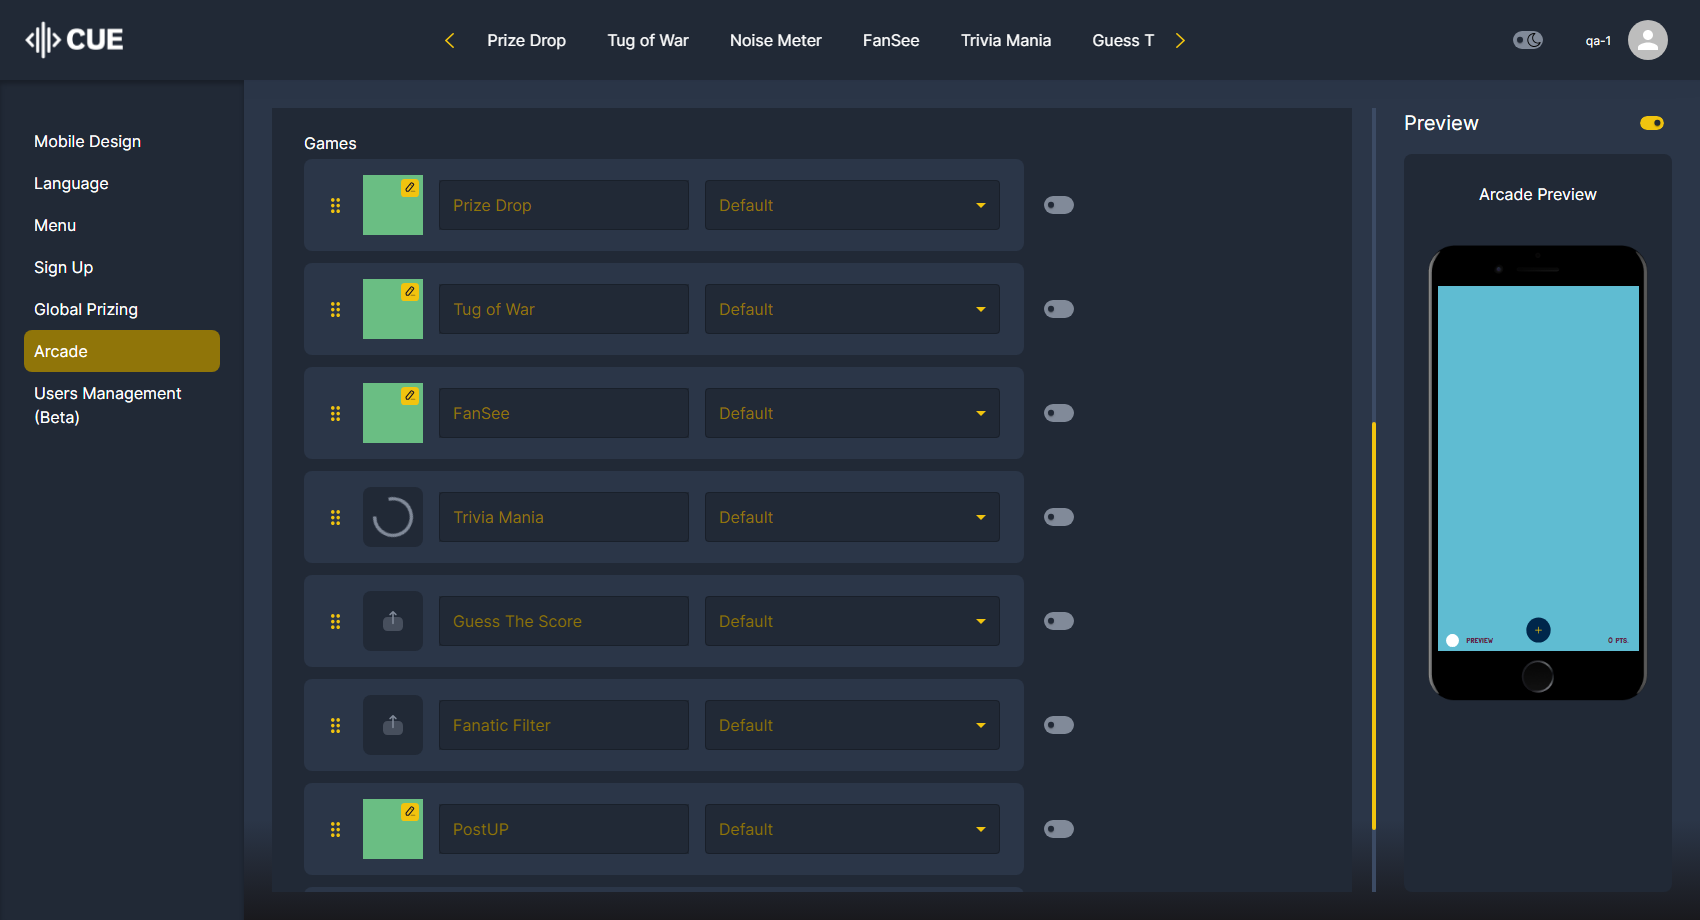 CUE
Prize Drop
Tug of War
Noise Meter
FanSee
Trivia Mania
Guess T
qa-1
Mobile Design
Language
Menu
Sign Up
Global Prizing
Arcade
Users Management
(Beta)
Games
Prize Drop
Default
Tug of War
Default
FanSee
Default
Trivia Mania
Default
Guess The Score
Default
Fanatic Filter
Default
PostUP
Default
Preview
Arcade Preview
PREVIEW
0 PTS.